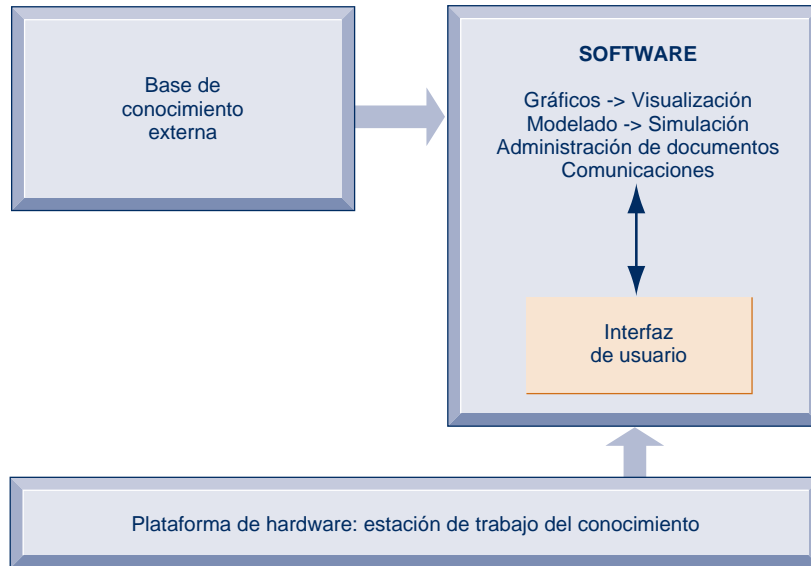 Base de
conocimiento
externa
SOFTWARE
Gráficos -> Visualización
Modelado -> Simulación
Administración de documentos
Comunicaciones
Interfaz
de usuario
Plataforma de hardware: estación de trabajo del conocimiento